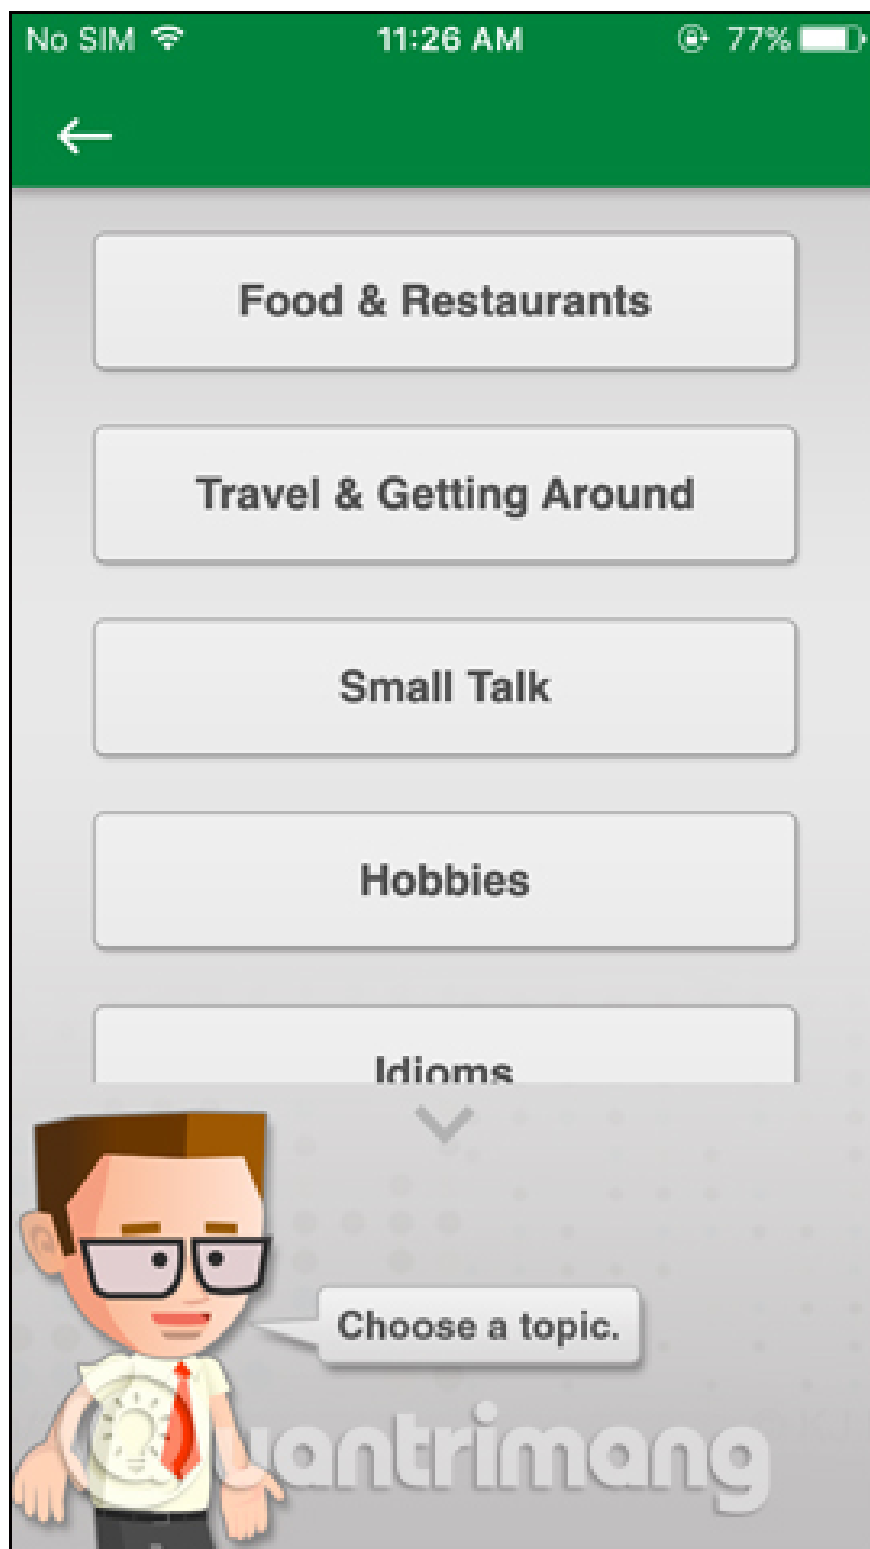 No SIM 11:26 AM 77%
Food & Restaurants
Travel & Getting Around
Small Talk
Hobbies
Idioms
Choose a topic.
uantrimang